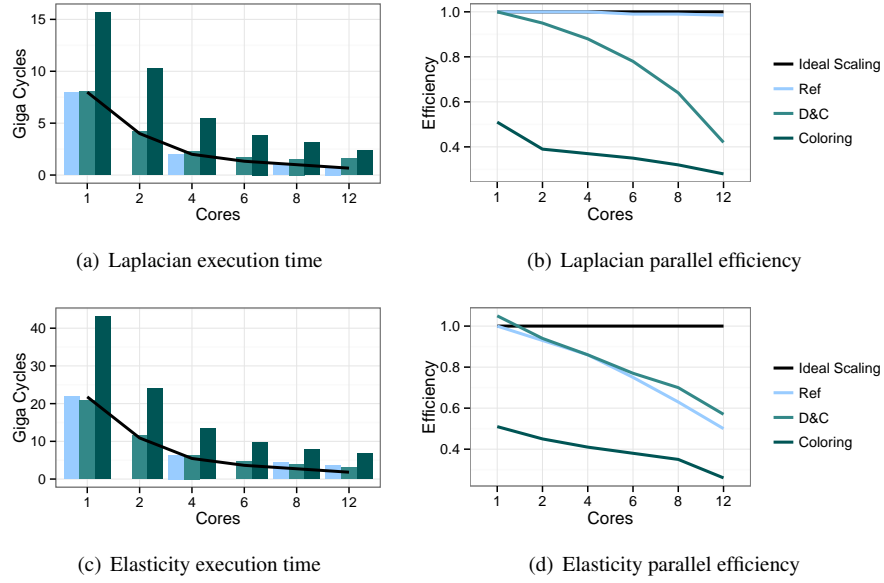 15
10
5
0
Giga Cycles
1 2 4 6 8 12
Cores
(a) Laplacian execution time
1.0
0.8
0.6
0.4
Efficiency
1 2 4 6 8 12
Cores
Ideal Scaling
Ref
D&C
Coloring
(b) Laplacian parallel efficiency
40
30
20
10
0
Giga Cycles
1 2 4 6 8 12
Cores
(c) Elasticity execution time
1.0
0.8
0.6
0.4
Efficiency
1 2 4 6 8 12
Cores
Ideal Scaling
Ref
D&C
Coloring
(d) Elasticity parallel efficiency